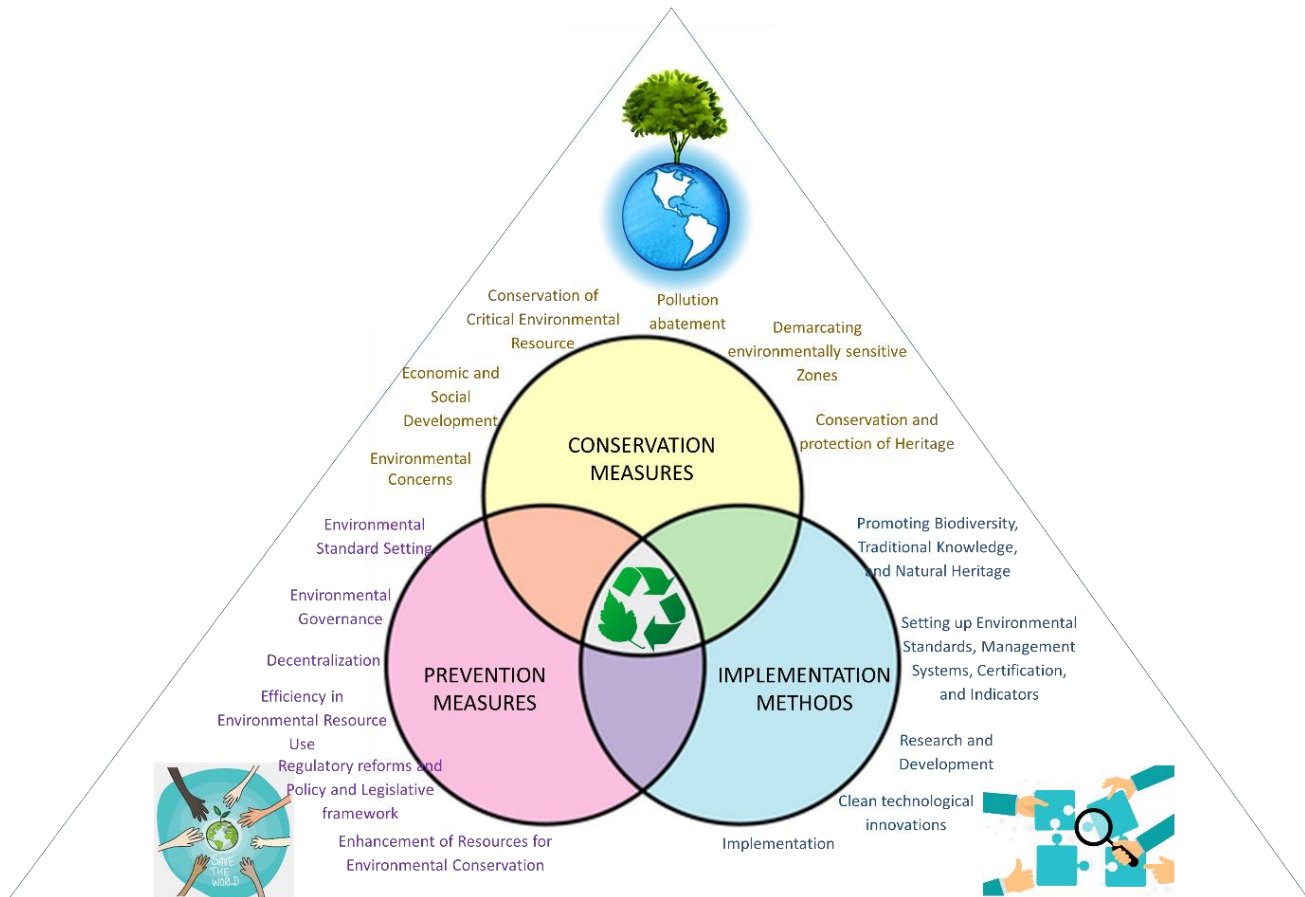 Conservation of
Critical Environmental
Resource
Pollution
abatement
Demarcating
environmentally sensitive
Zones
Economic and
Social
Development
Conservation and
protection of Heritage
Environmental
Concerns
CONSERVATION
MEASURES
Environmental
Standard Setting
Environmental
Governance
Decentralization
Efficiency in
Environmental Resource
Use
Regulatory reforms and
Policy and Legislative
framework
Enhancement of Resources for
Environmental Conservation
PREVENTION
MEASURES
IMPLEMENTATION
METHODS
Promoting Biodiversity,
Traditional Knowledge,
and Natural Heritage
Setting up Environmental
Standards, Management
Systems, Certification,
and Indicators
Research and
Development
Clean technological
innovations
Implementation
SAVE
THE
WORLD